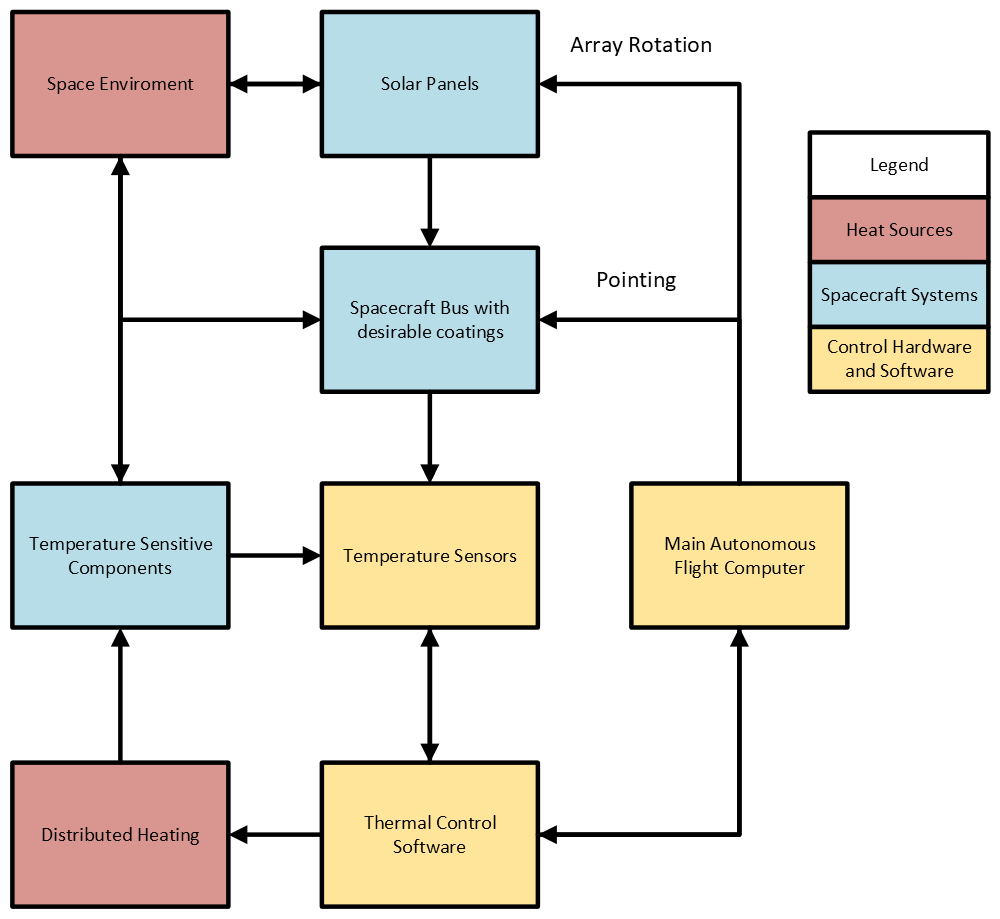 Space Enviroment
Solar Panels
Array Rotation
Legend
Heat Sources
Spacecraft Systems
Control Hardware
and Software
Spacecraft Bus with
desirable coatings
Pointing
Temperature Sensitive
Components
Temperature Sensors
Main Autonomous
Flight Computer
Distributed Heating
Thermal Control
Software